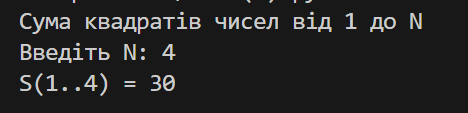 Сума квадратів чисел від 1 до N
Введіть N: 4
S(1..4) = 30